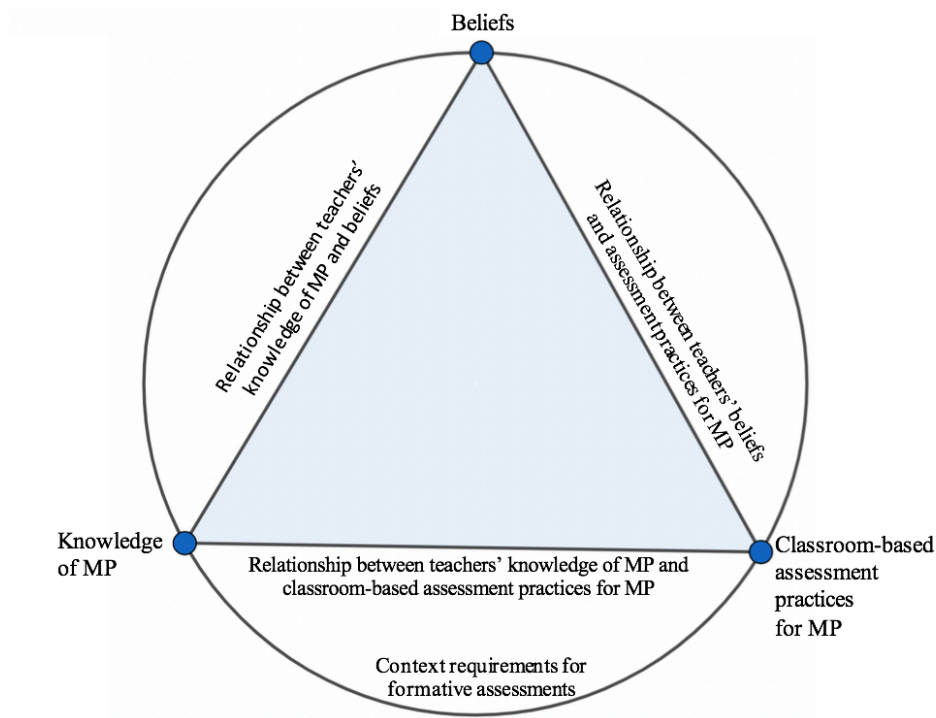 Beliefs
Relationship between teachers'
knowledge of MP and beliefs
Relationship between teachers' beliefs
and assessment practices for MP
Knowledge
of MP
Classroom-based
assessment
practices
for MP
Relationship between teachers' knowledge of MP and
classroom-based assessment practices for MP
Context requirements for
formative assessments